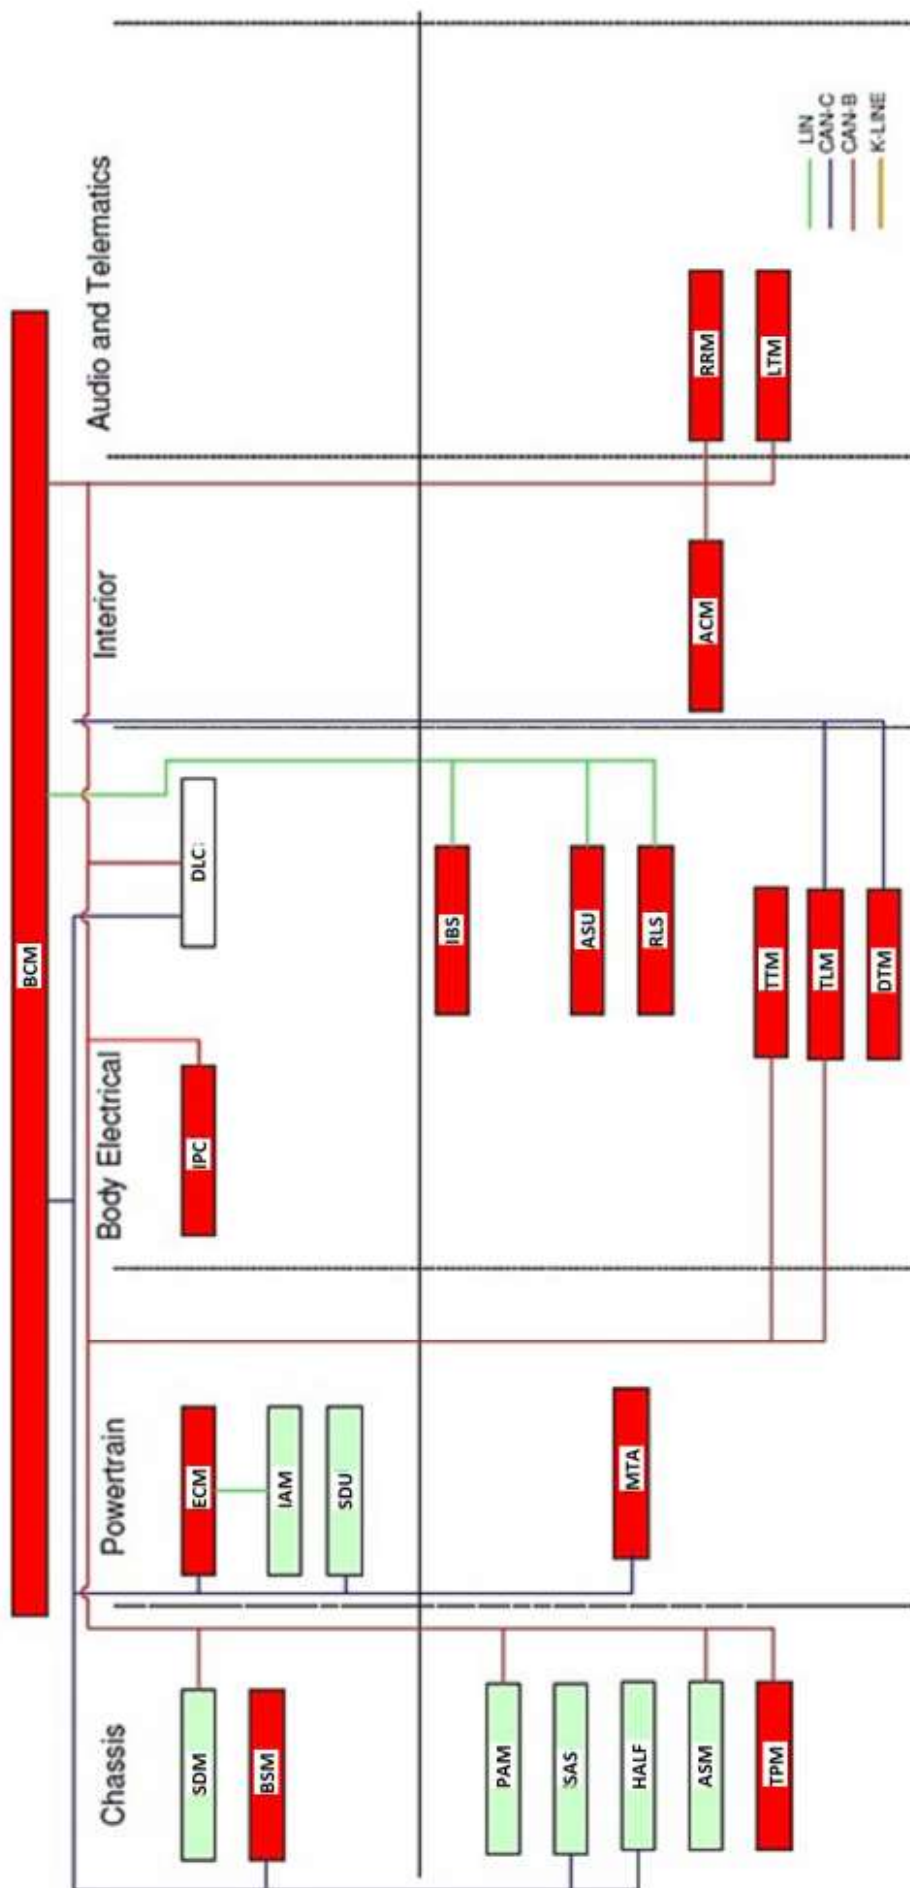 BCM
Chassis
Powertrain
Body Electrical
Interior
Audio and Telematics
SDM
BSM
ECM
IAM
SDU
IPC
DLC
PAM
SAS
HALF
ASM
TPM
MTA
IBS
ASU
RLS
TTM
TLM
DTM
ACM
RRM
LTM
LIN
CAN-C
CAN-B
K-LINE